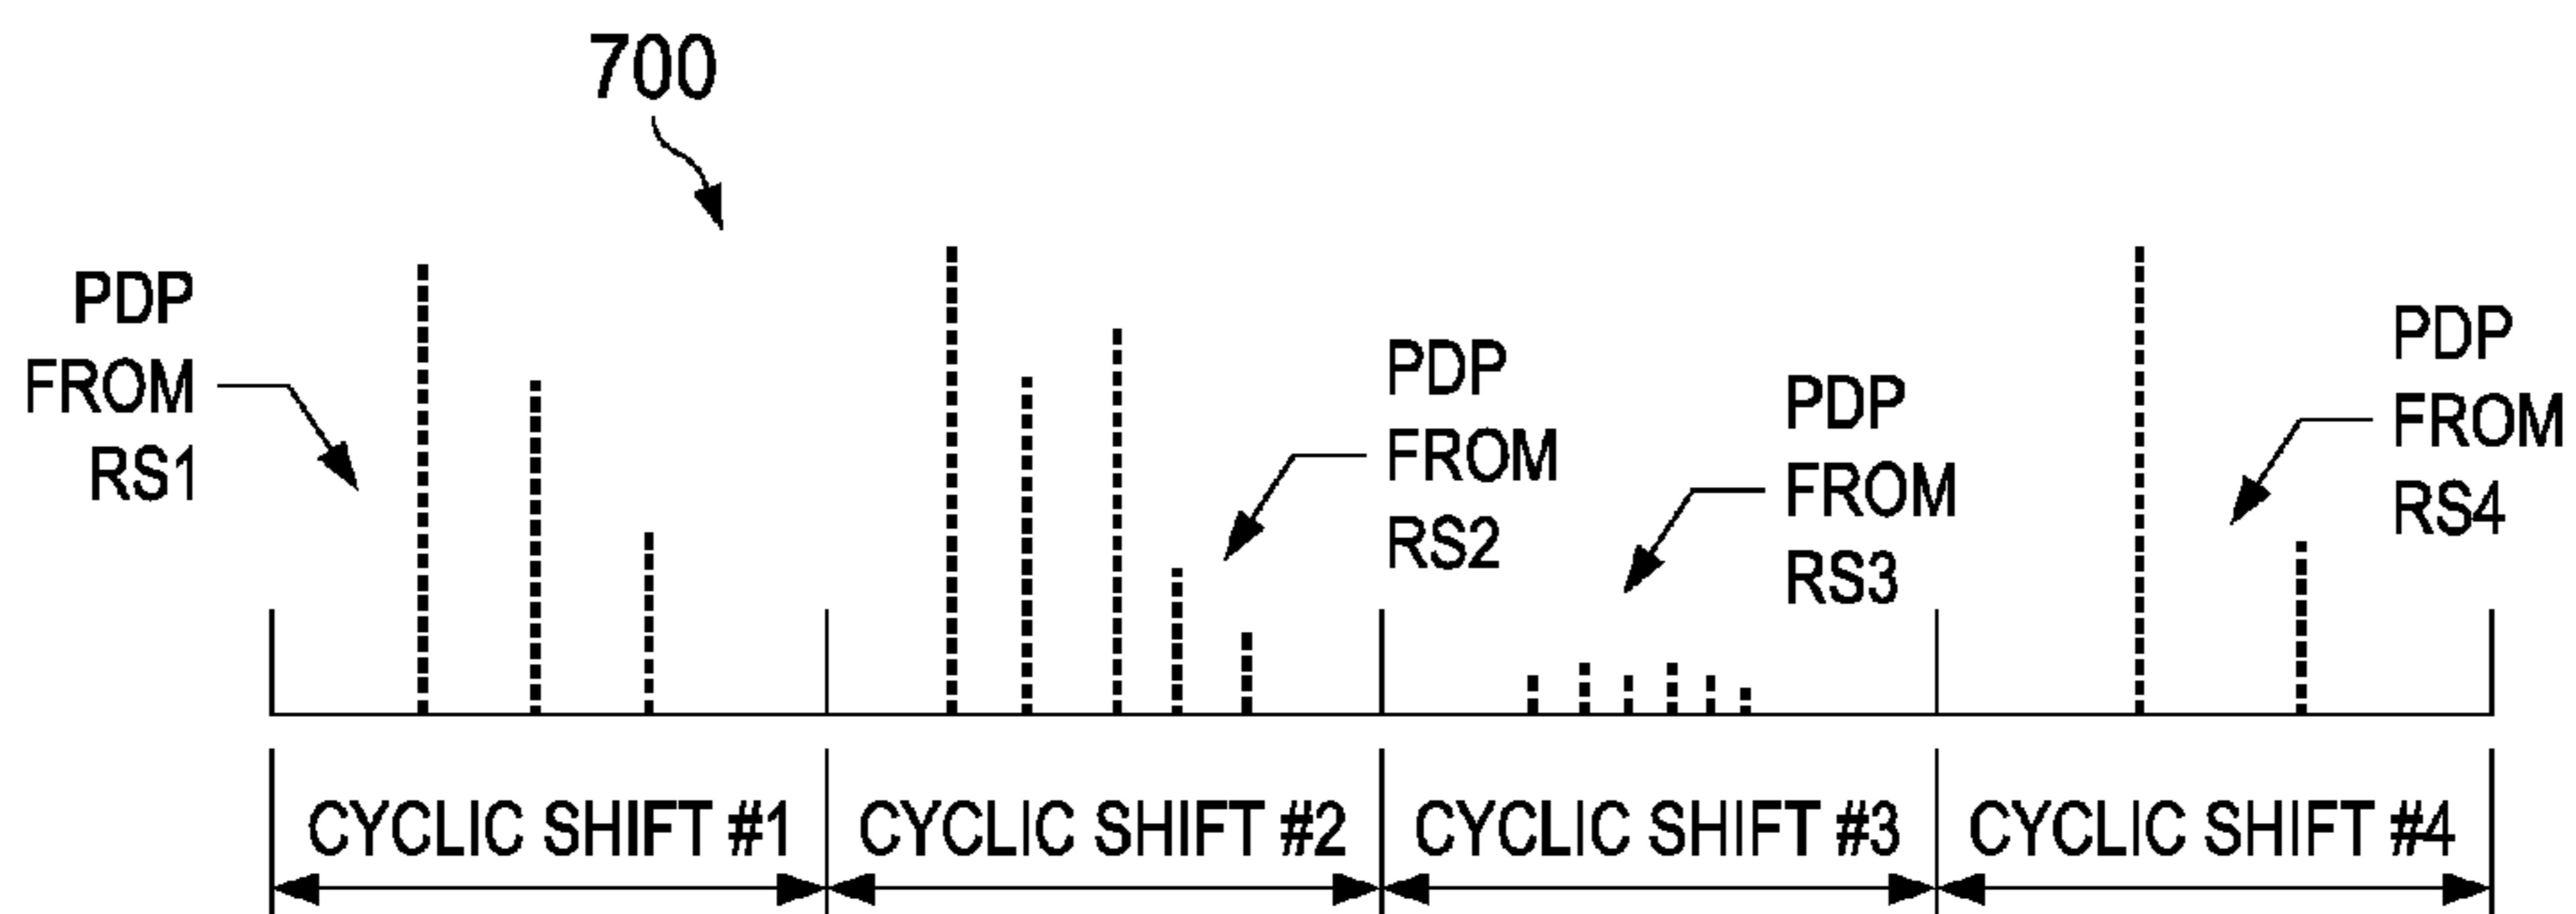 700
PDP
FROM
RS1
PDP
FROM
RS2
PDP
FROM
RS3
PDP
FROM
RS4
CYCLIC SHIFT #1
CYCLIC SHIFT #2
CYCLIC SHIFT #3
CYCLIC SHIFT #4